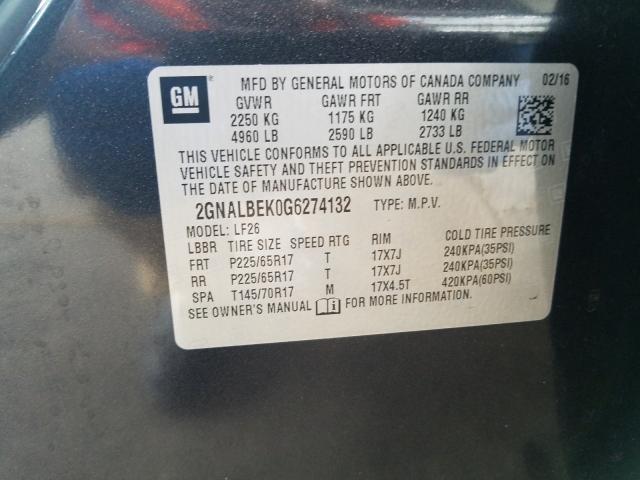 GM ® MFD BY GENERAL MOTORS OF CANADA COMPANY 02/16
GVWR GAWR FRT GAWR RR
2250 KG 1175 KG 1240 KG
4960 LB 2590 LB 2733 LB
THIS VEHICLE CONFORMS TO ALL APPLICABLE U.S. FEDERAL MOTOR
VEHICLE SAFETY AND THEFT PREVENTION STANDARDS IN EFFECT ON
THE DATE OF MANUFACTURE SHOWN ABOVE.
2GNALBEK0G6274132 TYPE: M.P.V.
MODEL: LF26
LBBR TIRE SIZE SPEED RTG RIM COLD TIRE PRESSURE
FRT P225/65R17 T 17X7J 240KPA(35PSI)
RR P225/65R17 T 17X7J 240KPA(35PSI)
SPA T145/70R17 M 17X4.5T 420KPA(60PSI)
SEE OWNER'S MANUAL FOR MORE INFORMATION.